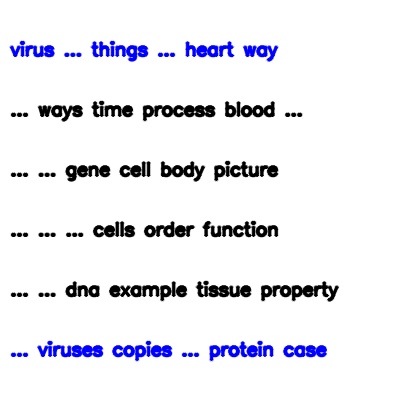 virus ... things ... heart way
... ways time process blood ...
... ... gene cell body picture
... ... ... cells order function
... ... dna example tissue property
... viruses copies ... protein case